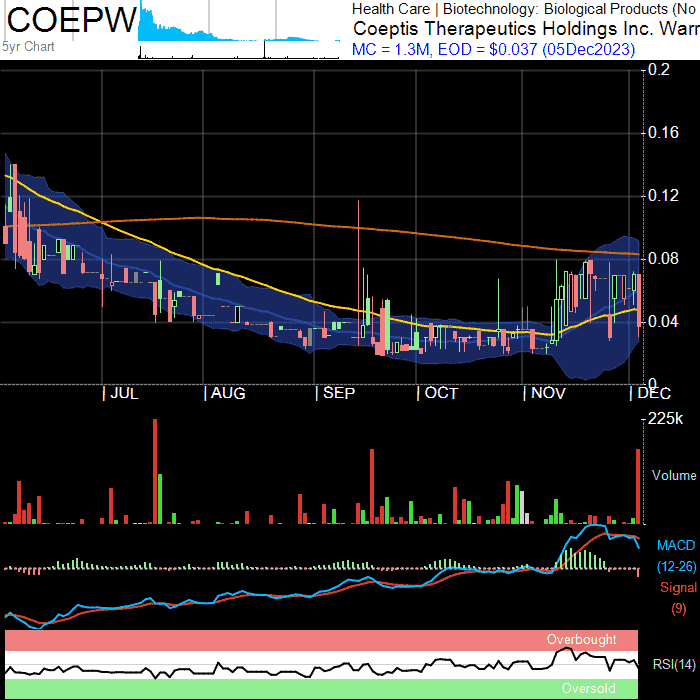 COEPW
5yr Chart
Health Care | Biotechnology: Biological Products (No
Coeptis Therapeutics Holdings Inc. Warr
MC = 1.3M, EOD = $0.037 (05Dec2023)
0.2
0.16
0.12
0.08
0.04
0
| JUL | AUG | SEP | OCT | NOV | DEC
225k
Volume
MACD
(12-26)
Signal
(9)
Overbought
RSI(14)
Oversold